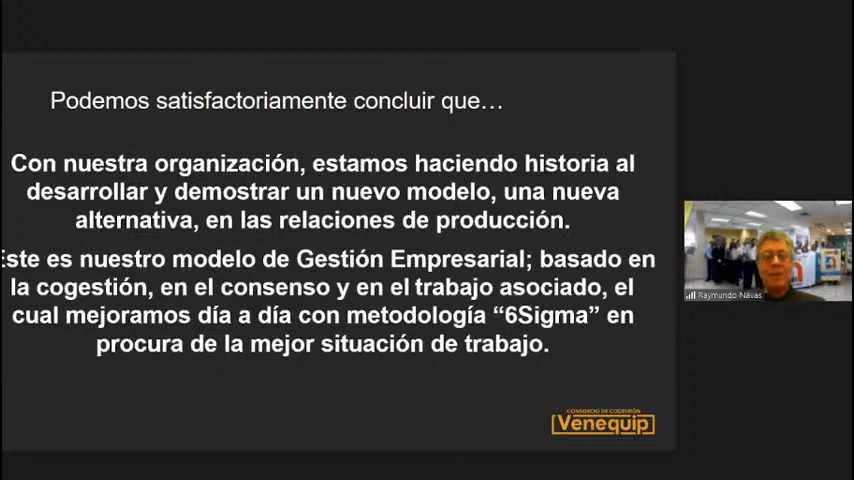 Podemos satisfactoriamente concluir que…
Con nuestra organización, estamos haciendo historia al
desarrollar y demostrar un nuevo modelo, una nueva
alternativa, en las relaciones de producción.
Este es nuestro modelo de Gestión Empresarial; basado en
la cogestión, en el consenso y en el trabajo asociado, el
cual mejoramos día a día con metodología “6Sigma” en
procura de la mejor situación de trabajo.
Raymundo Navas
CONSORCIO DE COGESTIÓN
Venequip